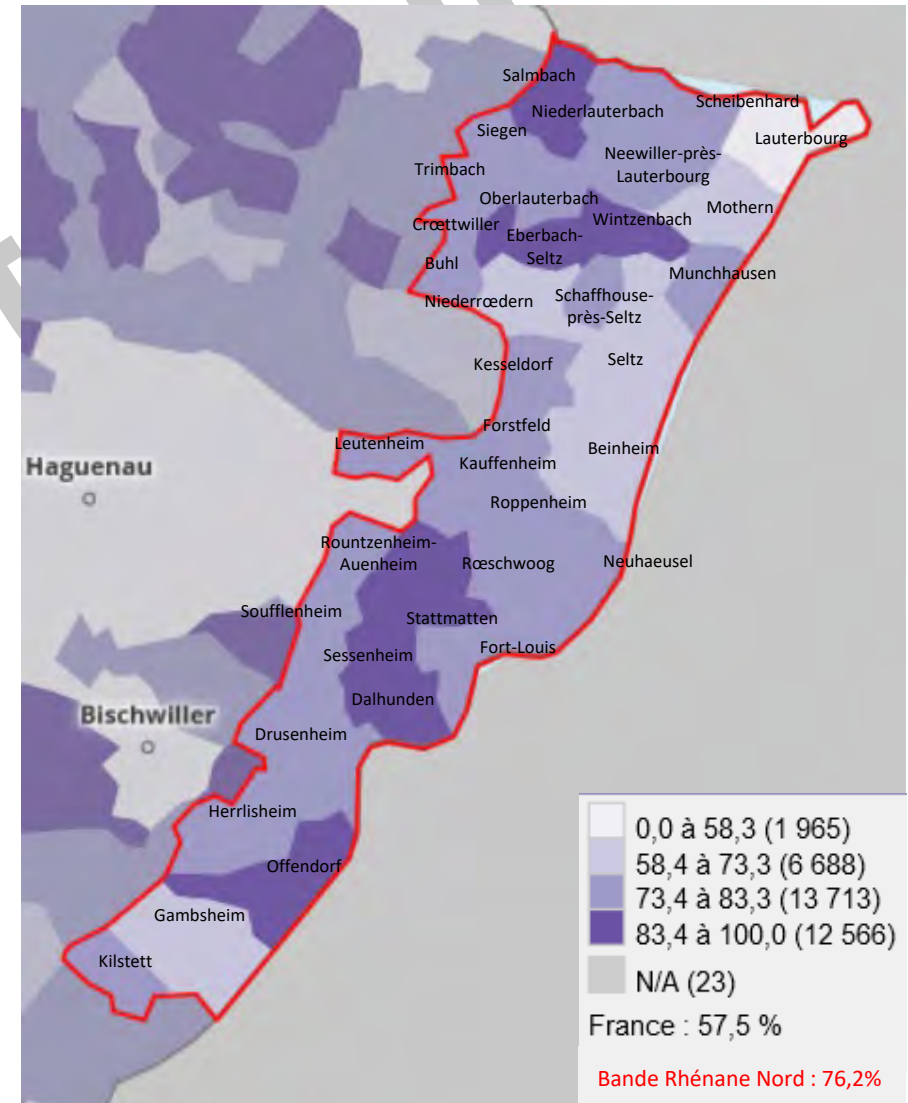 Salmbach
Niederlauterbach
Scheibenhard
Siegen
Lauterbourg
Trimbach
Neewiller-près-
Lauterbourg
Oberlauterbach
Wintzenbach
Mothern
Crœttwiller
Eberbach-
Seltz
Buhl
Munchhausen
Niederrœdern
Schaffhouse-
près-Seltz
Kesseldorf
Seltz
Forstfeld
Leutenheim
Beinheim
Haguenau
Kauffenheim
Roppenheim
Rountzenheim-
Auenheim
Rœschwoog
Neuhaeusel
Soufflenheim
Stattmatten
Sessenheim
Fort-Louis
Dalhunden
Bischwiller
Drusenheim
Herrlisheim
Offendorf
Gambsheim
Kilstett
0,0 à 58,3 (1 965)
58,4 à 73,3 (6 688)
73,4 à 83,3 (13 713)
83,4 à 100,0 (12 566)
N/A (23)
France : 57,5 %
Bande Rhénane Nord : 76,2%